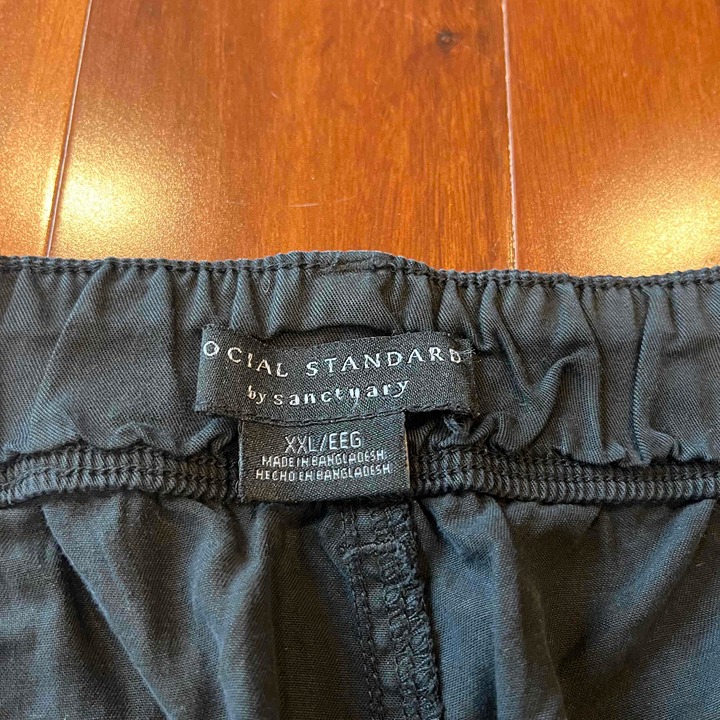 OCIAL STANDARD
by sanctuary
XXL/EEG
MADE IN BANGLADESH
HECHO EN BANGLADESH